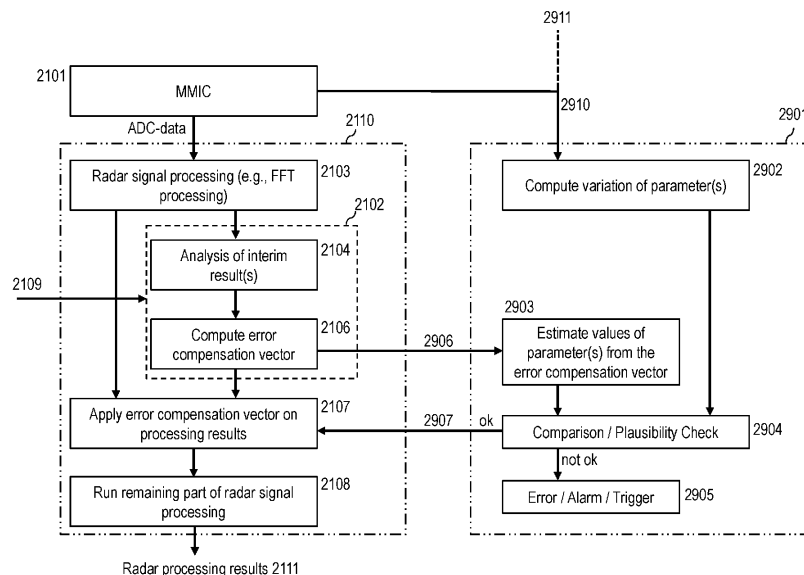 2911
2101
MMIC
2910
ADC-data
2110
2901
Radar signal processing (e.g., FFT
processing)
2103
Compute variation of parameter(s)
2902
2102
Analysis of interim
result(s)
2104
2109
2903
Compute error
compensation vector
2106
2906
Estimate values of
parameter(s) from the
error compensation vector
Apply error compensation vector on
processing results
2107
2907
ok
Comparison / Plausibility Check
2904
not ok
Run remaining part of radar signal
processing
2108
Error / Alarm / Trigger
2905
Radar processing results 2111